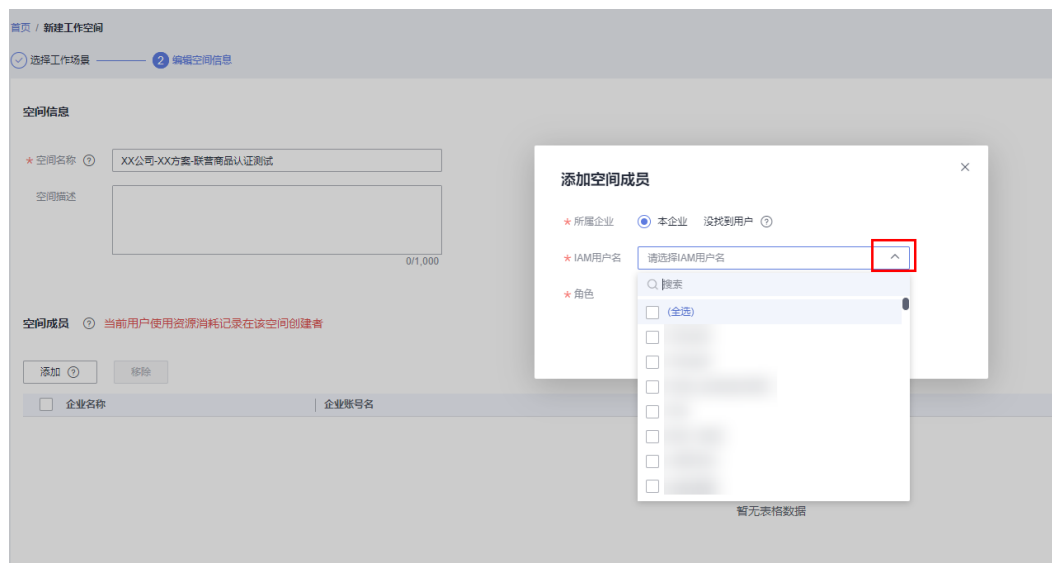 首页 / 新建工作空间
选择工作场景
2 编辑空间信息
空间信息
* 空间名称 ? XX公司-XX方案-联营商品认证测试
空间描述
0/1,000
空间成员 ? 当前用户使用资源消耗记录在该空间创建者
添加 ? 移除
企业名称 企业账号名
暂无表格数据
添加空间成员
* 所属企业 本企业 没找到用户 ?
* IAM用户名 请选择IAM用户名
* 角色
搜索
(全选)